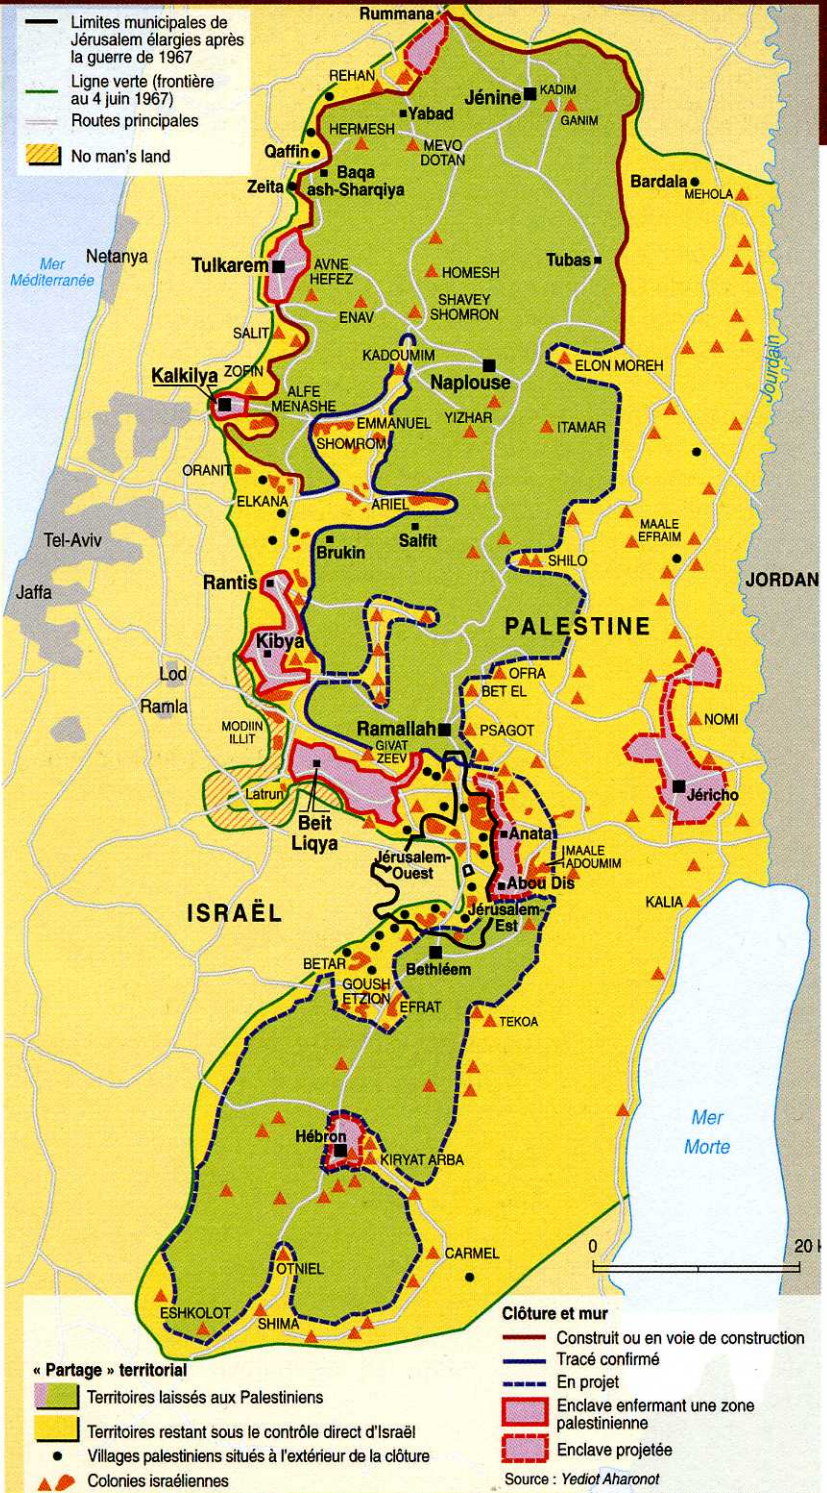 Limites municipales de
Jérusalem élargies après
la guerre de 1967
Ligne verte (frontière
au 4 juin 1967)
Routes principales
No man's land
Rummana
REHAN
Jénine
KADIM
GANIM
Yabad
HERMESH
MEVO
DOTAN
Qaffin
Baqa
ash-Sharqiya
Zeita
Bardala
MEHOLA
Netanya
Mer
Méditerranée
Tulkarem
AVNE
HEFEZ
HOMESH
Tubas
ENAV
SHAVEY
SHOMRON
SALIT
KADOUMIM
ZOFIN
Kalkilya
Naplouse
ELON MOREH
Jourdain
ALFE
MENASHE
EMMANUEL
SHOMROM
YIZHAR
ITAMAR
ORANIT
ELKANA
ARIEL
Tel-Aviv
Brukin
Salfit
MAALE
EFRAIM
SHILO
Jaffa
Rantis
JORDAN
PALESTINE
Kibya
Lod
Ramla
OFRA
BET EL
MODIIN
ILLIT
Ramallah
PSAGOT
NOMI
GIVAT
ZEEV
Latrun
Jéricho
Beit
Liqya
Anata
Jérusalem-
Ouest
MAALE
ADOUMIM
Abou Dis
ISRAËL
Jérusalem-
Est
KALIA
BETAR
Bethléem
GOUSH
ETZION
EFRAT
TEKOA
Mer
Morte
Hébron
KIRYAT ARBA
CARMEL
OTNIEL
0
20
ESHKOLOT
SHIMA
« Partage » territorial
Territoires laissés aux Palestiniens
Territoires restant sous le contrôle direct d'Israël
Villages palestiniens situés à l'extérieur de la clôture
Colonies israéliennes
Clôture et mur
Construit ou en voie de construction
Tracé confirmé
En projet
Enclave enfermant une zone
palestinienne
Enclave projetée
Source : Yediot Aharonot